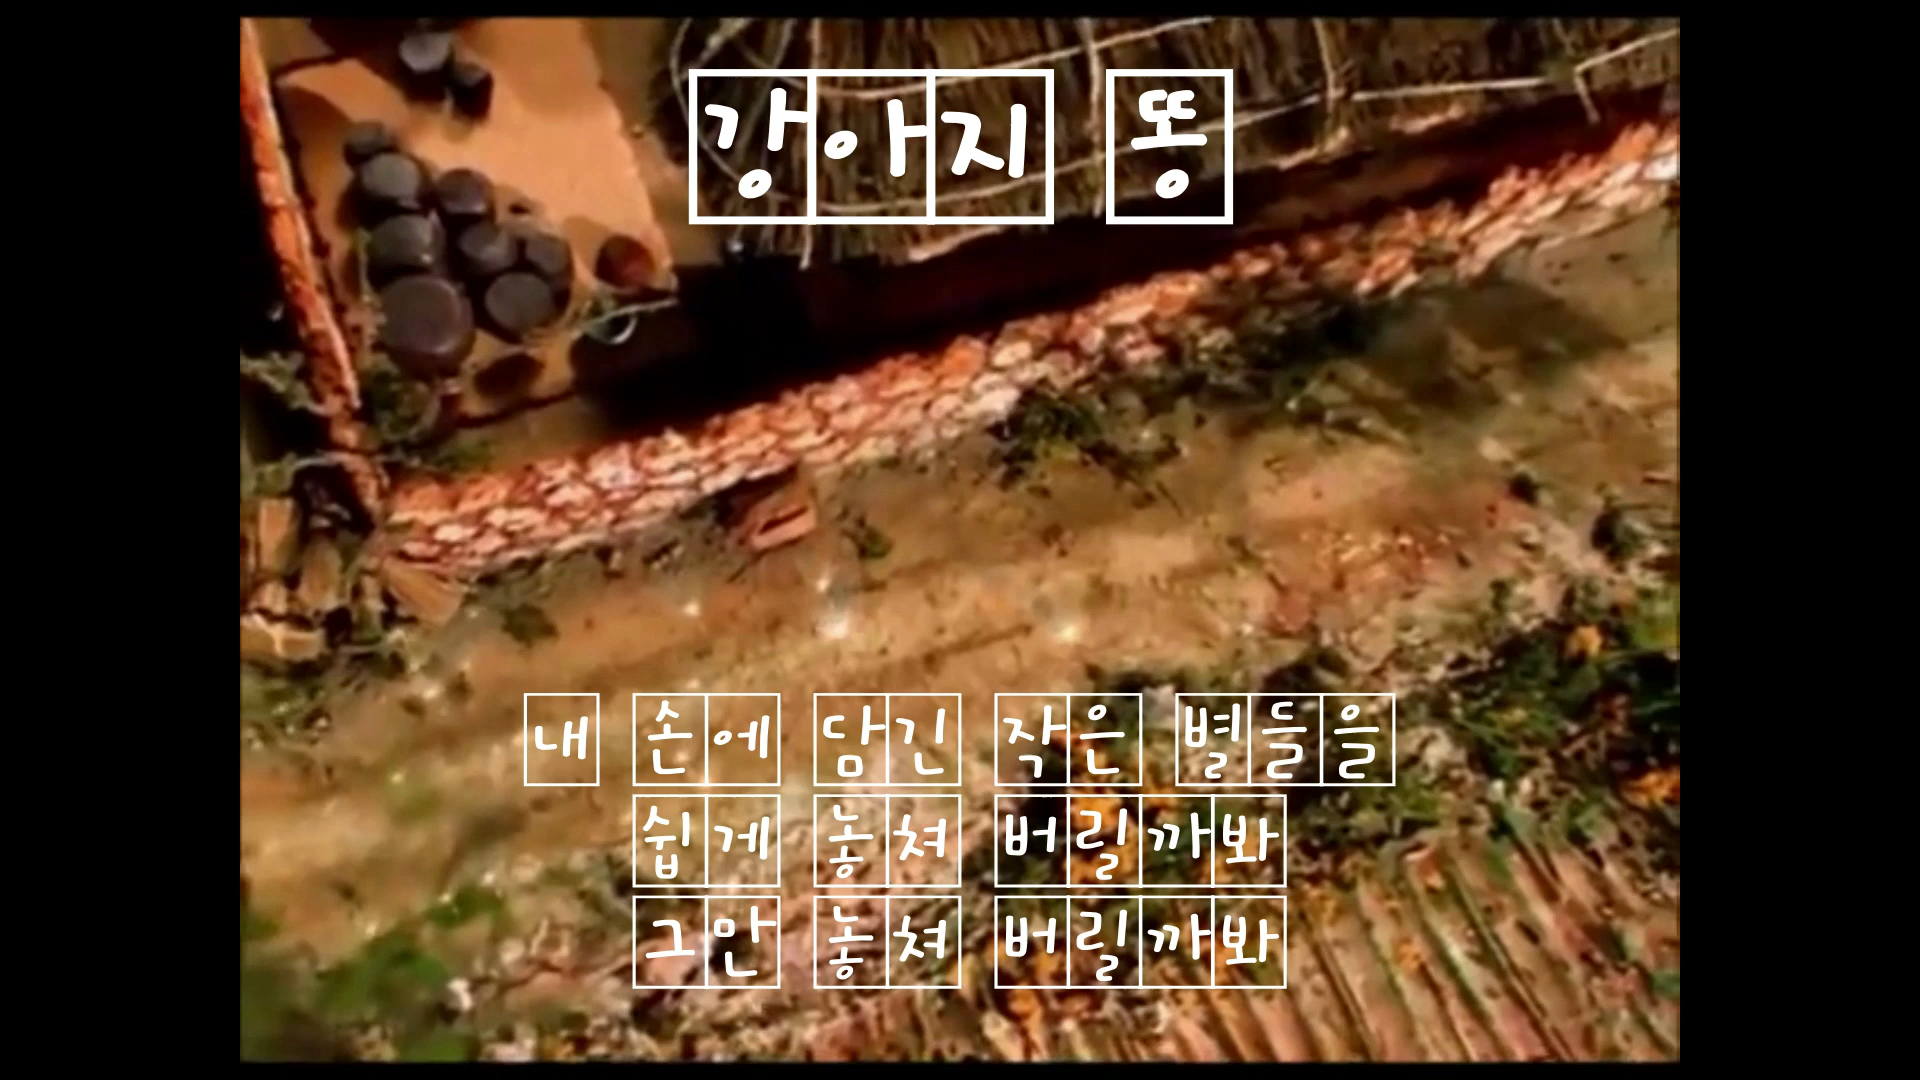 강아지 똥
내 손에 담긴 작은 별들을
쉽게 놓쳐 버릴까봐
그만 놓쳐 버릴까봐